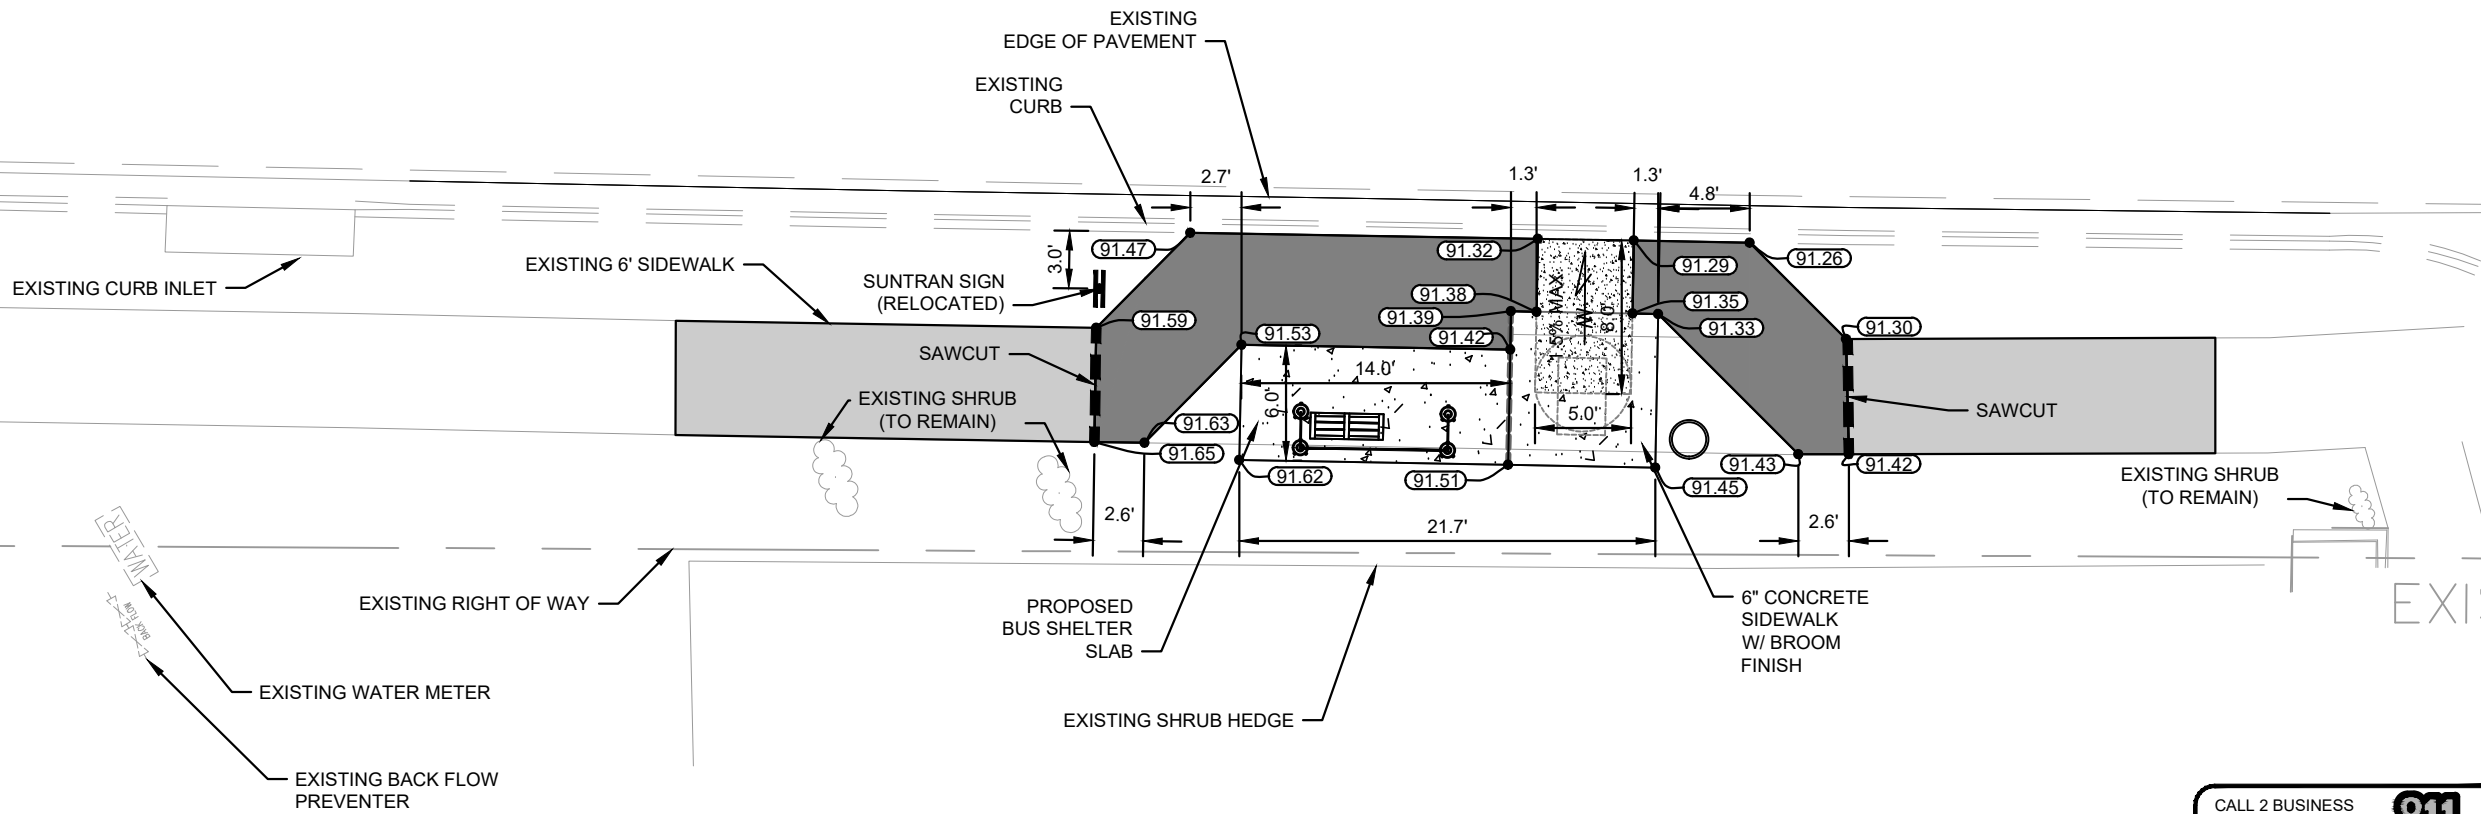 EXISTING
EDGE OF PAVEMENT
EXISTING
CURB
2.7'
1.3'
1.3'
4.8'
3.0'
91.47
91.32
91.29
91.26
EXISTING CURB INLET
EXISTING 6' SIDEWALK
SUNTRAN SIGN
(RELOCATED)
91.38
91.35
91.39
91.59
91.53
91.42
91.33
91.30
1.5% MAX
8.0'
SAWCUT
14.0'
6.0'
5.0'
EXISTING SHRUB
(TO REMAIN)
SAWCUT
91.63
91.65
91.62
91.51
91.45
91.43
91.42
EXISTING SHRUB
(TO REMAIN)
2.6'
21.7'
2.6'
WATER
BACK FLOW
EXISTING RIGHT OF WAY
PROPOSED
BUS SHELTER
SLAB
6" CONCRETE
SIDEWALK
W/ BROOM
FINISH
EXIS
EXISTING WATER METER
EXISTING SHRUB HEDGE
EXISTING BACK FLOW
PREVENTER
CALL 2 BUSINESS
811